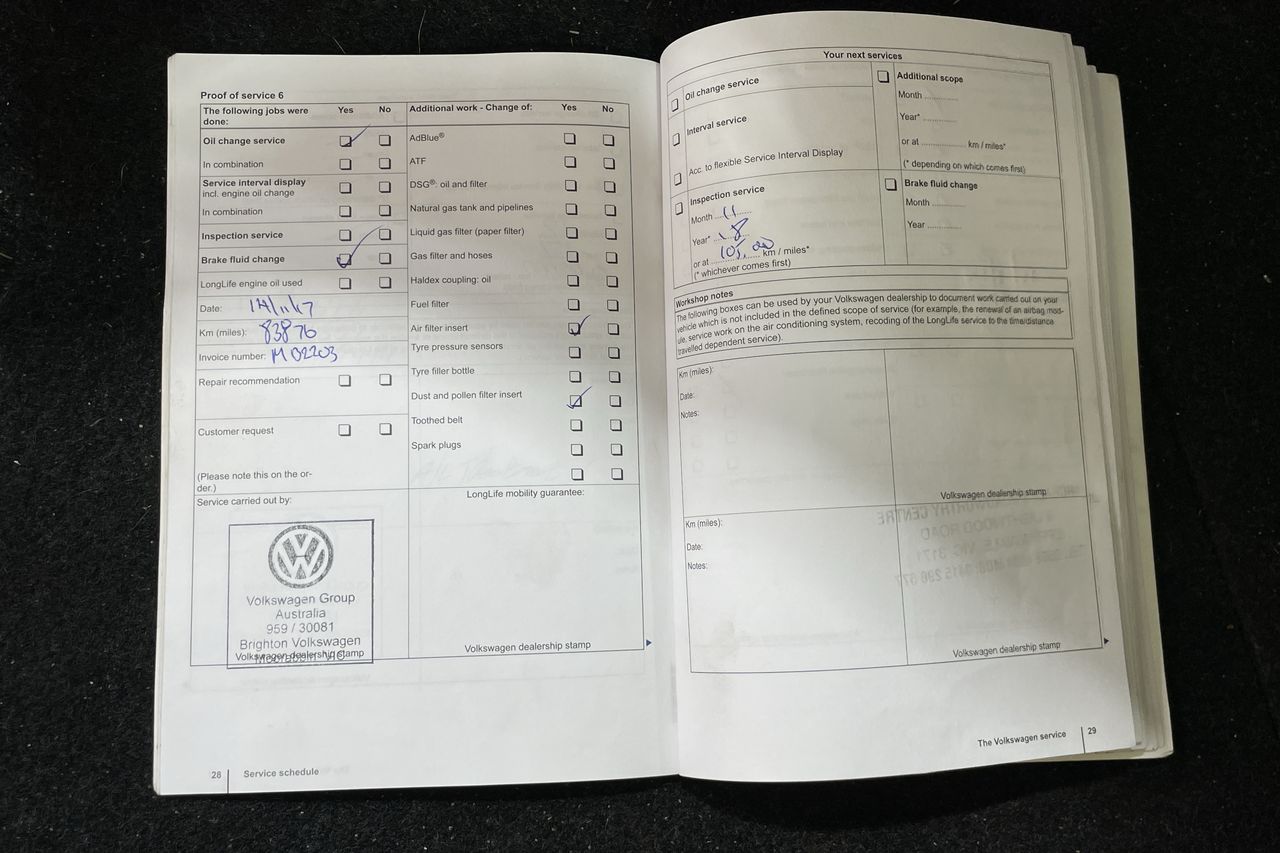 Proof of service 6
The following jobs were done: Yes No
Oil change service
In combination
Service interval display
incl. engine oil change
In combination
Inspection service
Brake fluid change
LongLife engine oil used
Date: 14/11/17
Km (miles): 83876
Invoice number: M02203
Repair recommendation
Customer request
(Please note this on the or-
der.)
Service carried out by:
Volkswagen Group
Australia
959 / 30081
Brighton Volkswagen
Volkswagen dealership stamp
Additional work - Change of: Yes No
AdBlue®
ATF
DSG®: oil and filter
Natural gas tank and pipelines
Liquid gas filter (paper filter)
Gas filter and hoses
Haldex coupling: oil
Fuel filter
Air filter insert
Tyre pressure sensors
Tyre filler bottle
Dust and pollen filter insert
Toothed belt
Spark plugs
LongLife mobility guarantee:
Volkswagen dealership stamp
28 Service schedule
Your next services
Oil change service
Interval service
Acc. to flexible Service Interval Display
Inspection service
Month 11
Year* 18
or at 105,000 km / miles*
(* whichever comes first)
Additional scope
Month
Year*
or at km / miles*
(* depending on which comes first)
Brake fluid change
Month
Year
Workshop notes
The following boxes can be used by your Volkswagen dealership to document work carried out on your
vehicle which is not included in the defined scope of service (for example, the renewal of an airbag mod-
ule, service work on the air conditioning system, recoding of the LongLife service to the time/distance
travelled dependent service).
Km (miles):
Date:
Notes:
Volkswagen dealership stamp
Km (miles):
Date:
Notes:
Volkswagen dealership stamp
The Volkswagen service 29